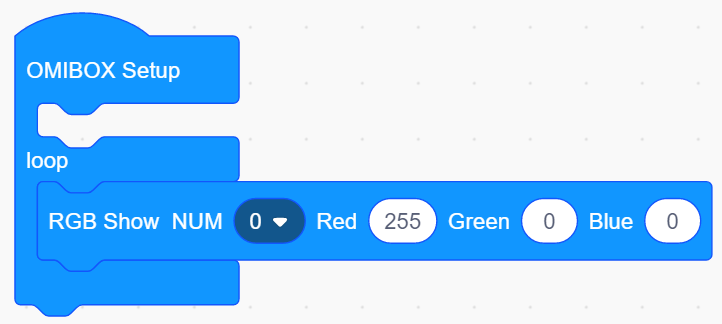 OMIBOX Setup
loop
RGB Show NUM 0 Red 255 Green 0 Blue 0